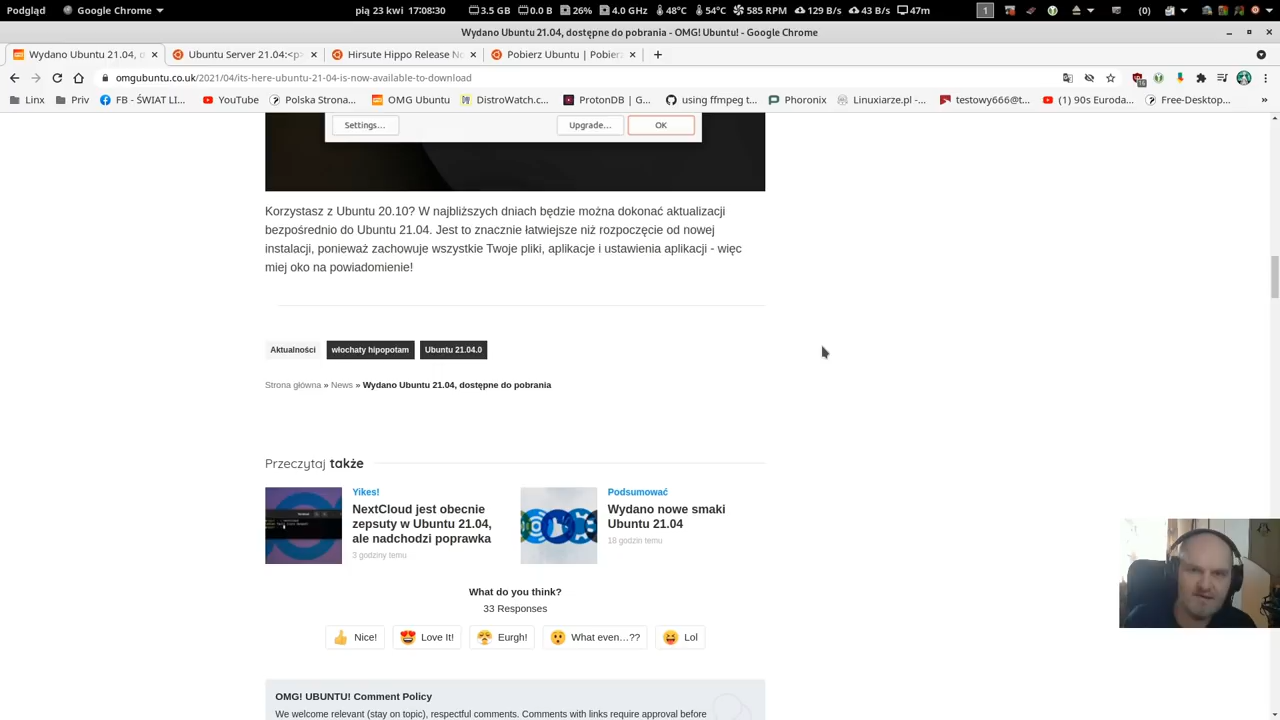 Podgląd
Google Chrome
pią 23 kwi 17:08:30
3.5 GB
0.0 B
26%
4.0 GHz
48°C
54°C
585 RPM
129 B/s
43 B/s
47m
1
(0)
Wydano Ubuntu 21.04, dostępne do pobrania - OMG! Ubuntu! - Google Chrome
Wydano Ubuntu 21.04, d
Ubuntu Server 21.04:<p>
Hirsute Hippo Release No
Pobierz Ubuntu | Pobierz
omgubuntu.co.uk/2021/04/its-here-ubuntu-21-04-is-now-available-to-download
Linx
Priv
FB - ŚWIAT LI...
YouTube
Polska Strona...
OMG Ubuntu
DistroWatch.c...
ProtonDB | G...
using ffmpeg t...
Phoronix
Linuxiarze.pl -...
testowy666@t...
(1) 90s Euroda...
Free-Desktop...
»
Settings...
Upgrade...
OK
Korzystasz z Ubuntu 20.10? W najbliższych dniach będzie można dokonać aktualizacji
bezpośrednio do Ubuntu 21.04. Jest to znacznie łatwiejsze niż rozpoczęcie od nowej
instalacji, ponieważ zachowuje wszystkie Twoje pliki, aplikacje i ustawienia aplikacji - więc
miej oko na powiadomienie!
Aktualności
włochaty hipopotam
Ubuntu 21.04.0
Strona główna » News » Wydano Ubuntu 21.04, dostępne do pobrania
Przeczytaj także
Yikes!
NextCloud jest obecnie
zepsuty w Ubuntu 21.04,
ale nadchodzi poprawka
3 godziny temu
Podsumować
Wydano nowe smaki
Ubuntu 21.04
18 godzin temu
What do you think?
33 Responses
Nice!
Love It!
Eurgh!
What even…??
Lol
OMG! UBUNTU! Comment Policy
We welcome relevant (stay on topic), respectful comments. Comments with links require approval before